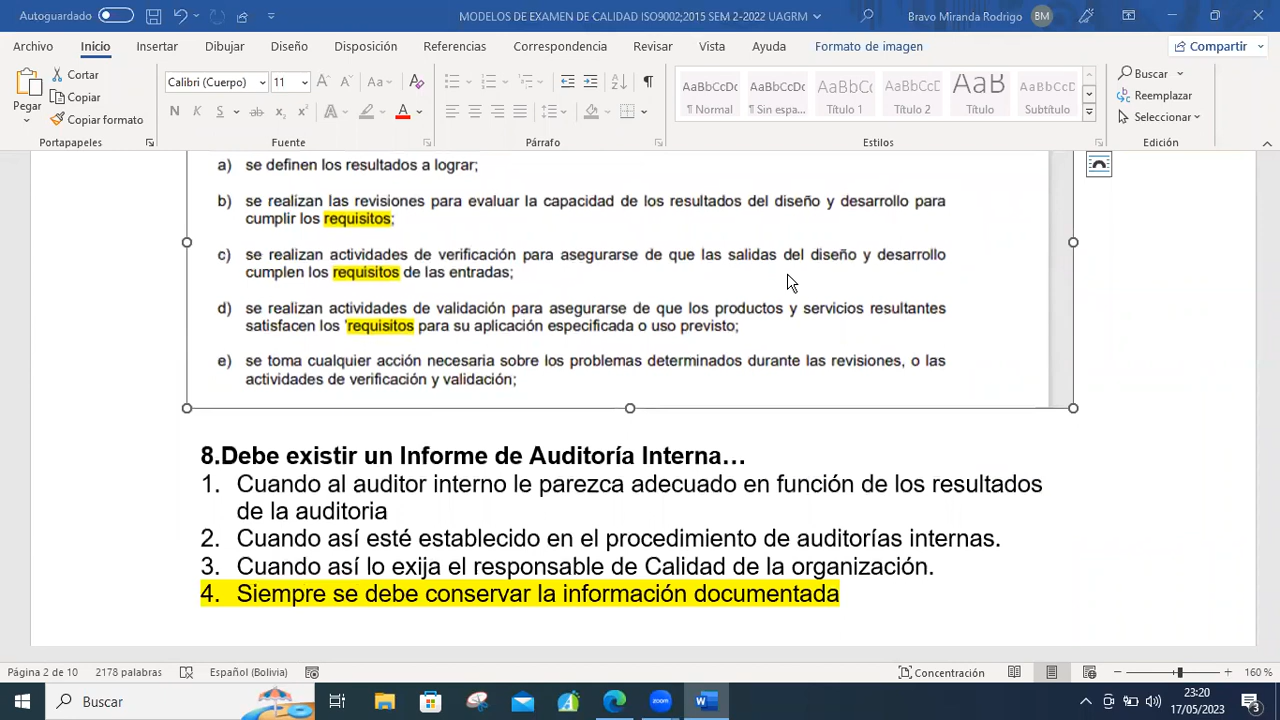 Autoguardado
MODELOS DE EXAMEN DE CALIDAD ISO9002;2015 SEM 2-2022 UAGRM
Bravo Miranda Rodrigo
BM
Archivo
Inicio
Insertar
Dibujar
Diseño
Disposición
Referencias
Correspondencia
Revisar
Vista
Ayuda
Formato de imagen
Compartir
Pegar
Cortar
Copiar
Copiar formato
Portapapeles
Calibri (Cuerpo)
11
Aa
N K S ab
Fuente
Párrafo
AaBbCcDc
¶ Normal
AaBbCcDc
¶ Sin espa...
AaBbCc
Título 1
AaBbCcD
Título 2
AaB
Título
AaBbCcD
Subtítulo
Estilos
Buscar
Reemplazar
Seleccionar
Edición
a) se definen los resultados a lograr;
b) se realizan las revisiones para evaluar la capacidad de los resultados del diseño y desarrollo para
cumplir los requisitos;
c) se realizan actividades de verificación para asegurarse de que las salidas del diseño y desarrollo
cumplen los requisitos de las entradas;
d) se realizan actividades de validación para asegurarse de que los productos y servicios resultantes
satisfacen los 'requisitos para su aplicación especificada o uso previsto;
e) se toma cualquier acción necesaria sobre los problemas determinados durante las revisiones, o las
actividades de verificación y validación;
8.Debe existir un Informe de Auditoría Interna…
1. Cuando al auditor interno le parezca adecuado en función de los resultados
de la auditoria
2. Cuando así esté establecido en el procedimiento de auditorías internas.
3. Cuando así lo exija el responsable de Calidad de la organización.
4. Siempre se debe conservar la información documentada
Página 2 de 10
2178 palabras
Español (Bolivia)
Concentración
160 %
Buscar
zoom
23:20
17/05/2023
3